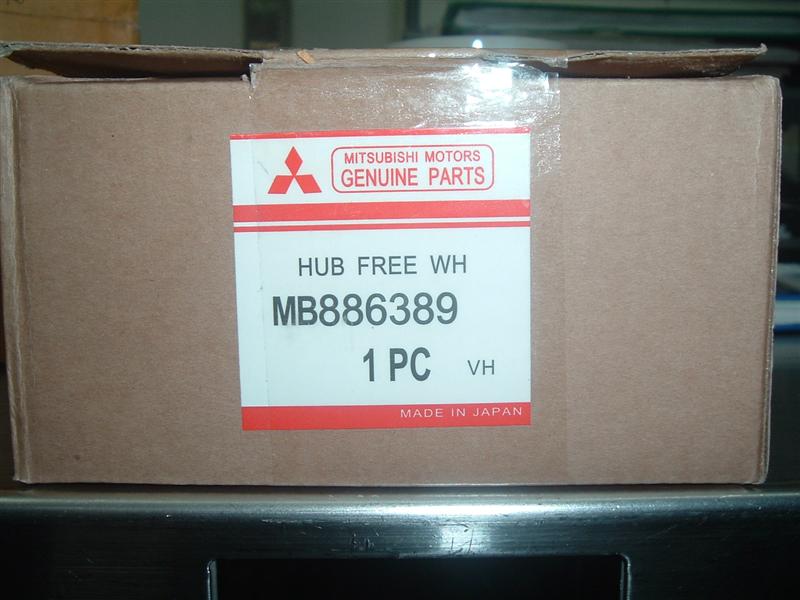 MITSUBISHI MOTORS
GENUINE PARTS
HUB FREE WH
MB886389
1 PC VH
MADE IN JAPAN